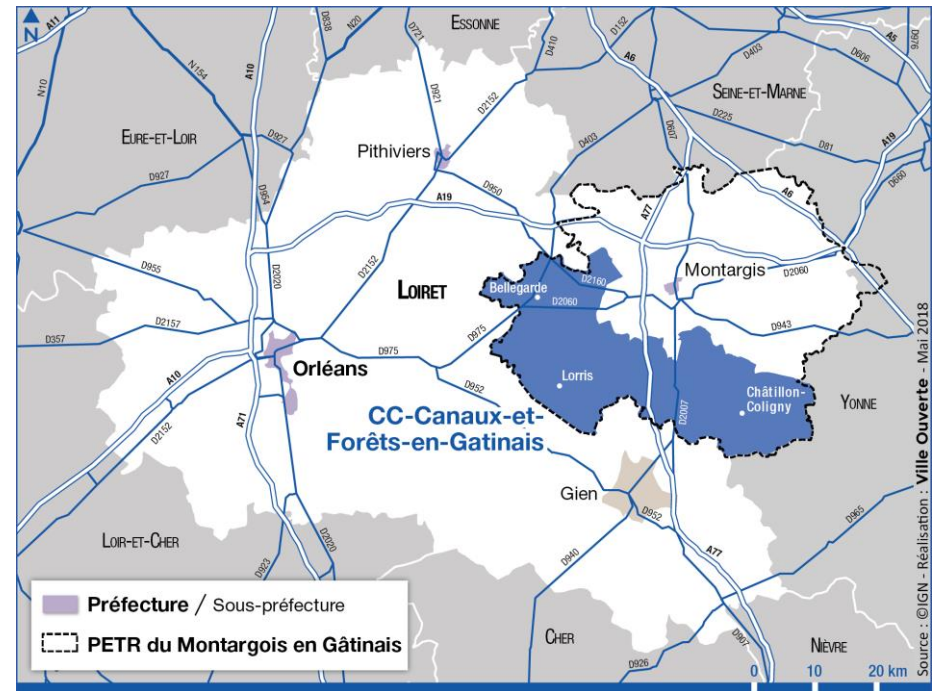 A11
N
D838
N20
ESSONNE
D721
D410
D152
A5
D976
A6
D403
D606
N10
N154
A10
D921
D2152
SEINE-ET-MARNE
D607
D225
A19
EURE-ET-LOIR
D927
D403
D81
Pithiviers
D927
D954
D950
D660
A19
A77
A6
D2020
D2152
Montargis
D955
LOIRET
Bellegarde
D2160
D2060
D2060
D2157
D975
D943
D357
Orléans
D975
A10
D952
Lorris
Châtillon-
Coligny
YONNE
CC-Canaux-et-
Forêts-en-Gatinais
D2007
D2152
A71
Gien
D952
D965
LOIR-ET-CHER
D2020
D940
A77
D923
Préfecture / Sous-préfecture
PETR du Montargois en Gâtinais
CHER
D907
NIÈVRE
D926
0 10 20 km
Source : ©IGN - Réalisation : Ville Ouverte - Mai 2018